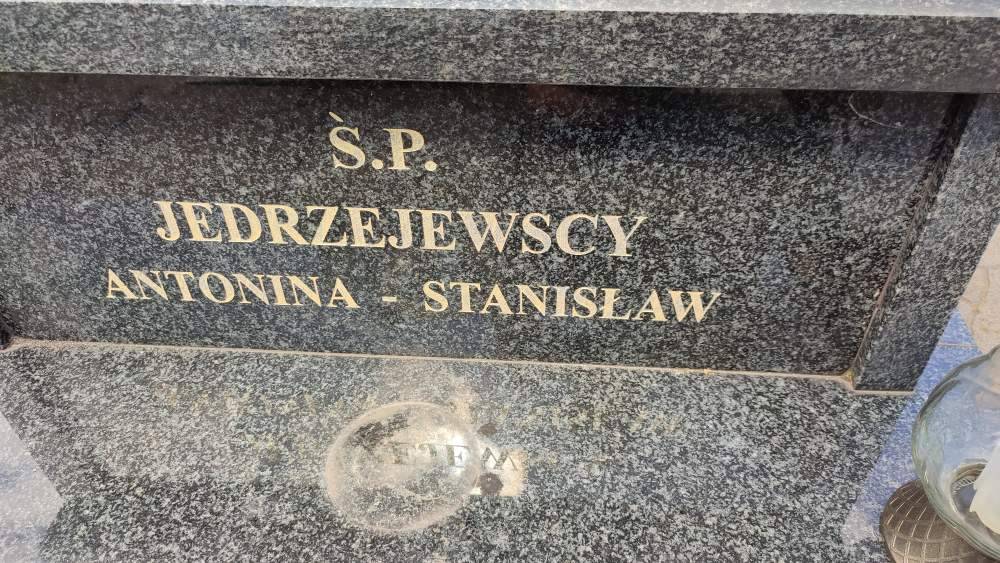 Ś.P.
JEDRZEJEWSCY
ANTONINA - STANISŁAW